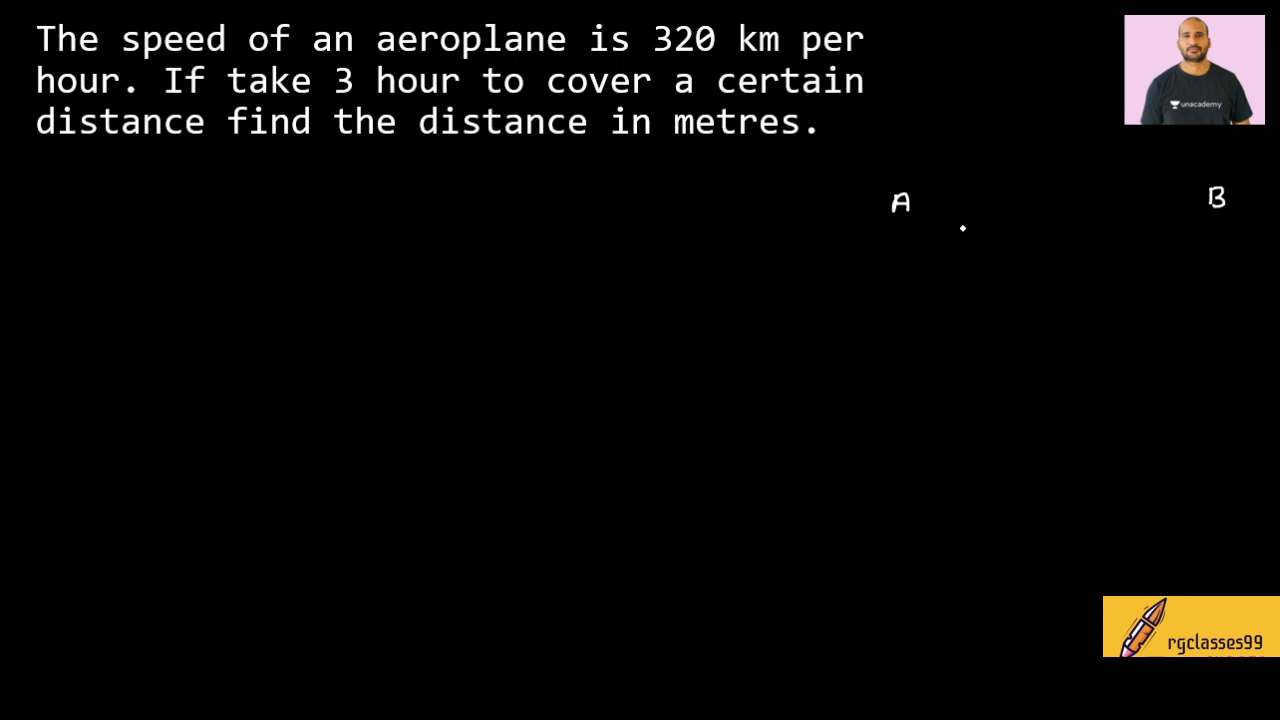 The speed of an aeroplane is 320 km per
hour. If take 3 hour to cover a certain
distance find the distance in metres.
unacademy
A B
rgclasses99